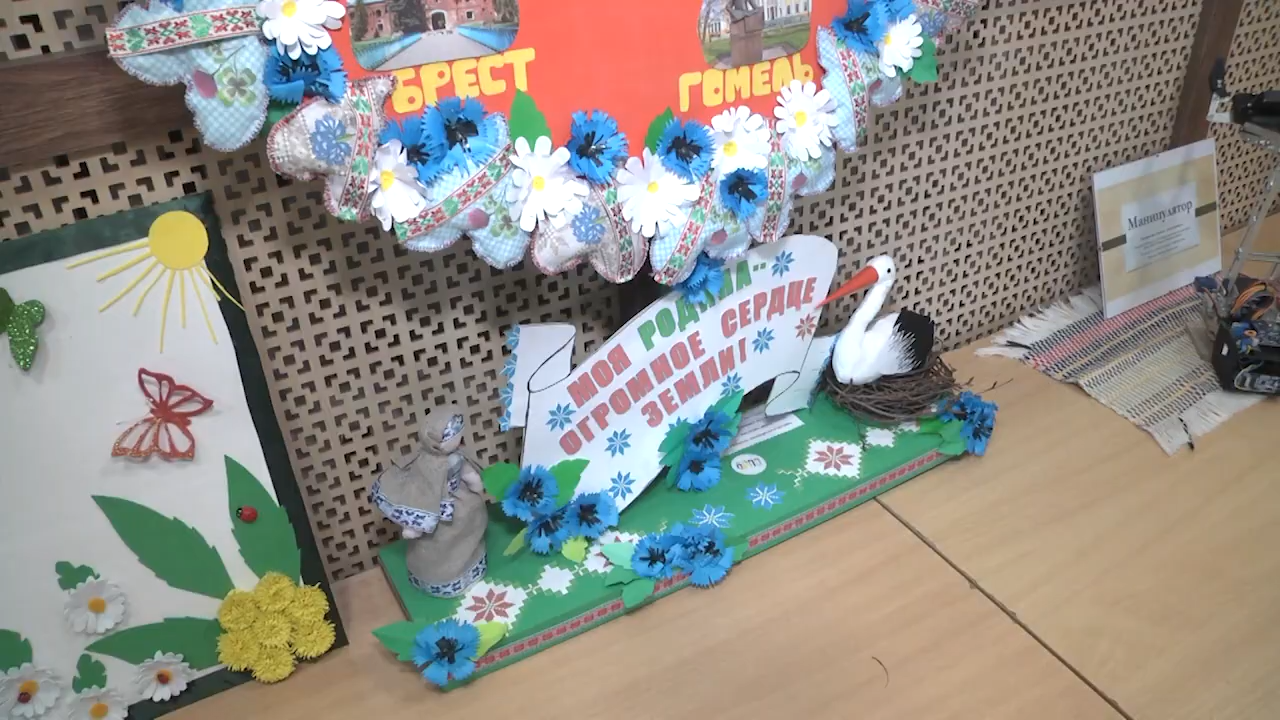 БРЕСТ
ГОМЕЛЬ
МОЯ РОДИНА"-
ОГРОМНОЕ СЕРДЦЕ
ЗЕМЛИ!
Манипулятор